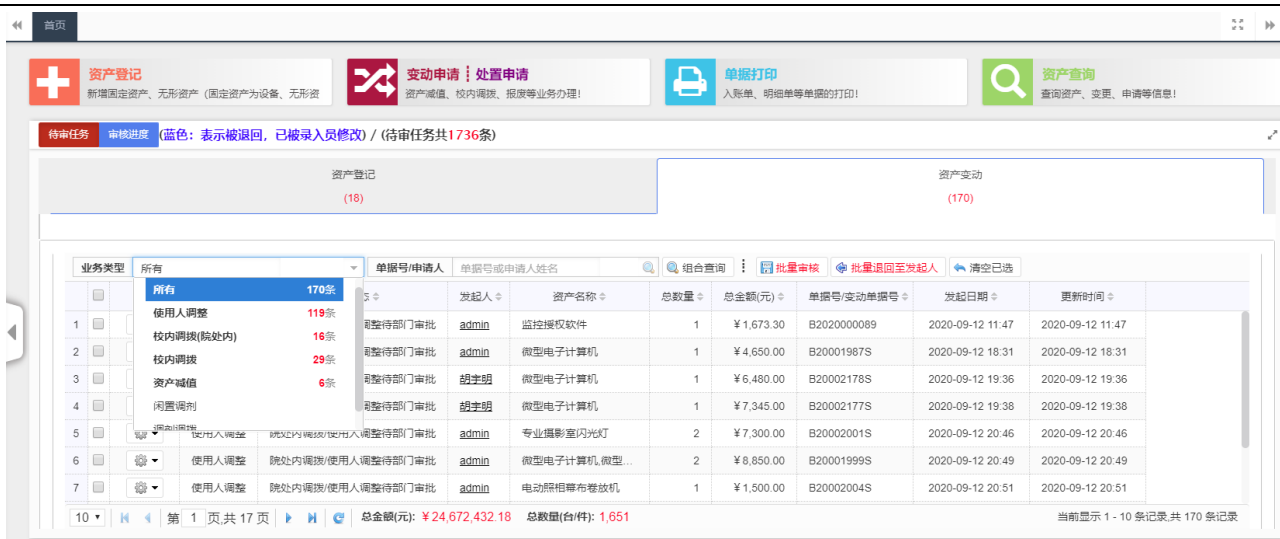 首页
资产登记
新增固定资产、无形资产（固定资产为设备、无形资
变动申请┇处置申请
资产减值、校内调拨、报废等业务办理！
单据打印
入账单、明细单等单据的打印！
资产查询
查询资产、变更、申请等信息！
待审任务 审核进度 (蓝色：表示被退回，已被录入员修改) / (待审任务共1736条)
资产登记
(18)
资产变动
(170)
业务类型 所有 单据号/申请人 单据号或申请人姓名 组合查询 批量审核 批量退回至发起人 清空已选
所有 170条
使用人调整 119条
校内调拨(院处内) 16条
校内调拨 29条
资产减值 6条
闲置调剂
调剂调拨
发起人 资产名称 总数量 总金额(元) 单据号/变动单据号 发起日期 更新时间
1 调整待部门审批 admin 监控授权软件 1 ￥1,673.30 B2020000089 2020-09-12 11:47 2020-09-12 11:47
2 调整待部门审批 admin 微型电子计算机 1 ￥4,650.00 B20001987S 2020-09-12 18:31 2020-09-12 18:31
3 调整待部门审批 胡宇明 微型电子计算机 1 ￥6,480.00 B20002178S 2020-09-12 19:36 2020-09-12 19:36
4 调整待部门审批 胡宇明 微型电子计算机 1 ￥7,345.00 B20002177S 2020-09-12 19:38 2020-09-12 19:38
5 使用人调整 院处内调拨/使用人调整待部门审批 admin 专业摄影室闪光灯 2 ￥7,300.00 B20002001S 2020-09-12 20:46 2020-09-12 20:46
6 使用人调整 院处内调拨/使用人调整待部门审批 admin 微型电子计算机,微型... 2 ￥8,850.00 B20001999S 2020-09-12 20:49 2020-09-12 20:49
7 使用人调整 院处内调拨/使用人调整待部门审批 admin 电动照相幕布卷放机 1 ￥1,500.00 B20002004S 2020-09-12 20:51 2020-09-12 20:51
10 第 1 页,共 17 页 总金额(元): ￥24,672,432.18 总数量(台/件): 1,651 当前显示 1 - 10 条记录,共 170 条记录